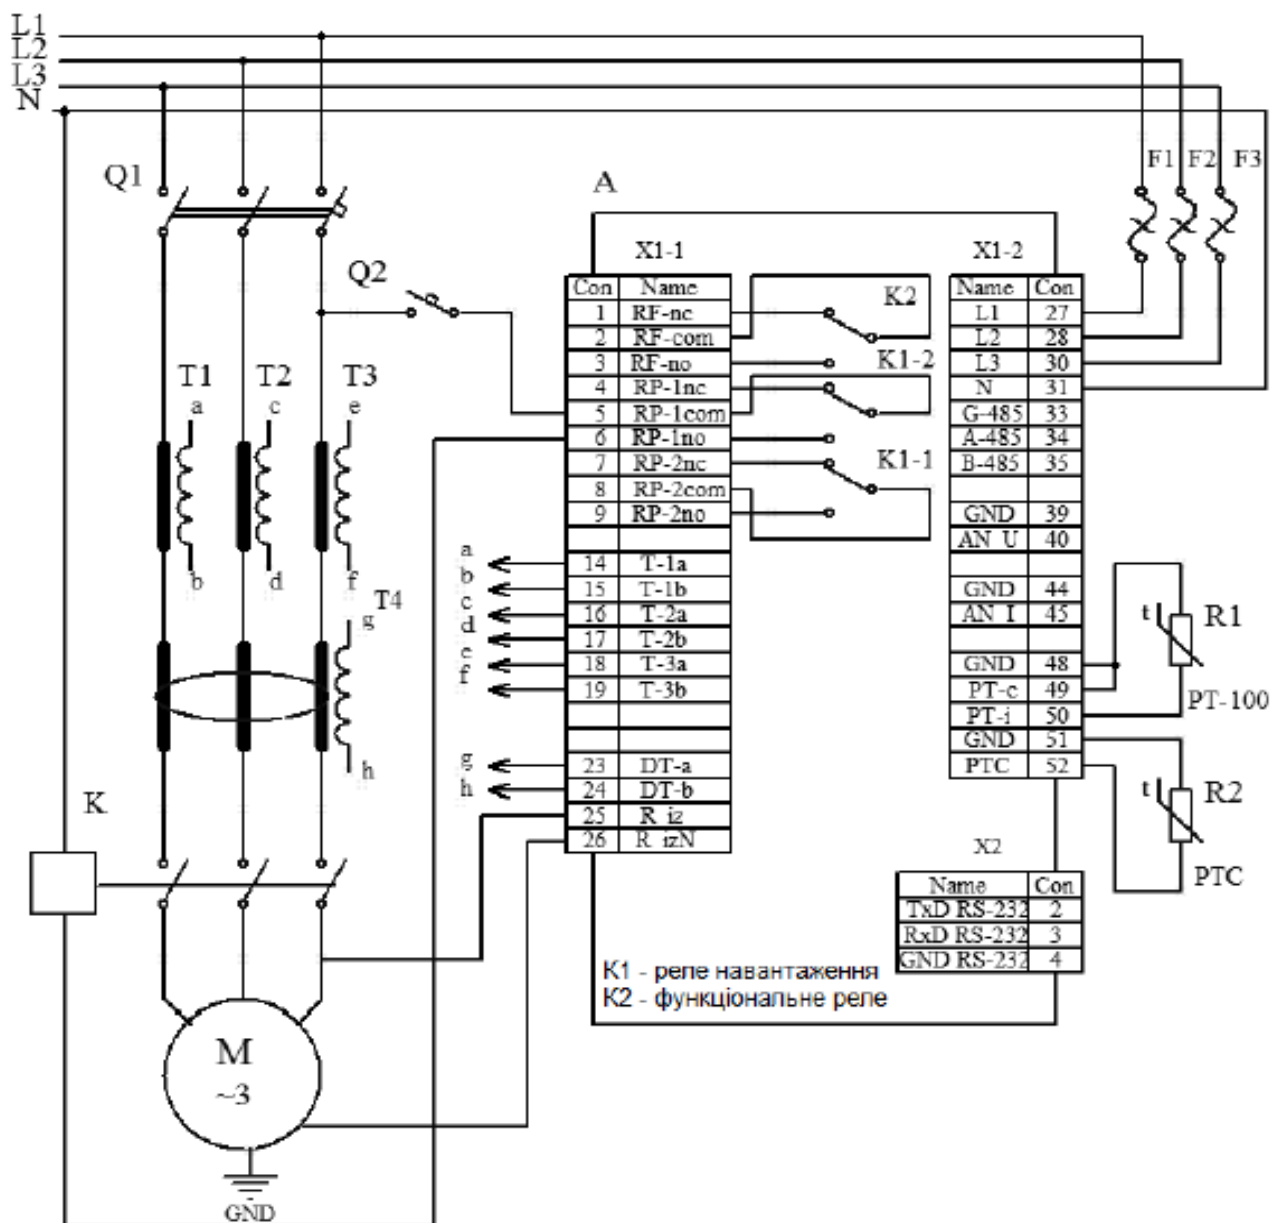 L1
L2
L3
N
Q1
A
F1 F2 F3
Q2
X1-1
X1-2
Con Name
1 RF-nc
2 RF-com
3 RF-no
4 RP-1nc
5 RP-1com
6 RP-1no
7 RP-2nc
8 RP-2com
9 RP-2no
14 T-1a
15 T-1b
16 T-2a
17 T-2b
18 T-3a
19 T-3b
23 DT-a
24 DT-b
25 R_iz
26 R_izN
K2
K1-2
K1-1
Name Con
L1 27
L2 28
L3 30
N 31
G-485 33
A-485 34
B-485 35
GND 39
AN_U 40
GND 44
AN_I 45
GND 48
PT-c 49
PT-i 50
GND 51
PTC 52
T1 T2 T3
a c e
b d f
T4
g
h
a
b
c
d
e
f
g
h
t R1
PT-100
t R2
PTC
K
X2
Name Con
TxD RS-232 2
RxD RS-232 3
GND RS-232 4
К1 - реле навантаження
К2 - функціональне реле
M
~3
GND